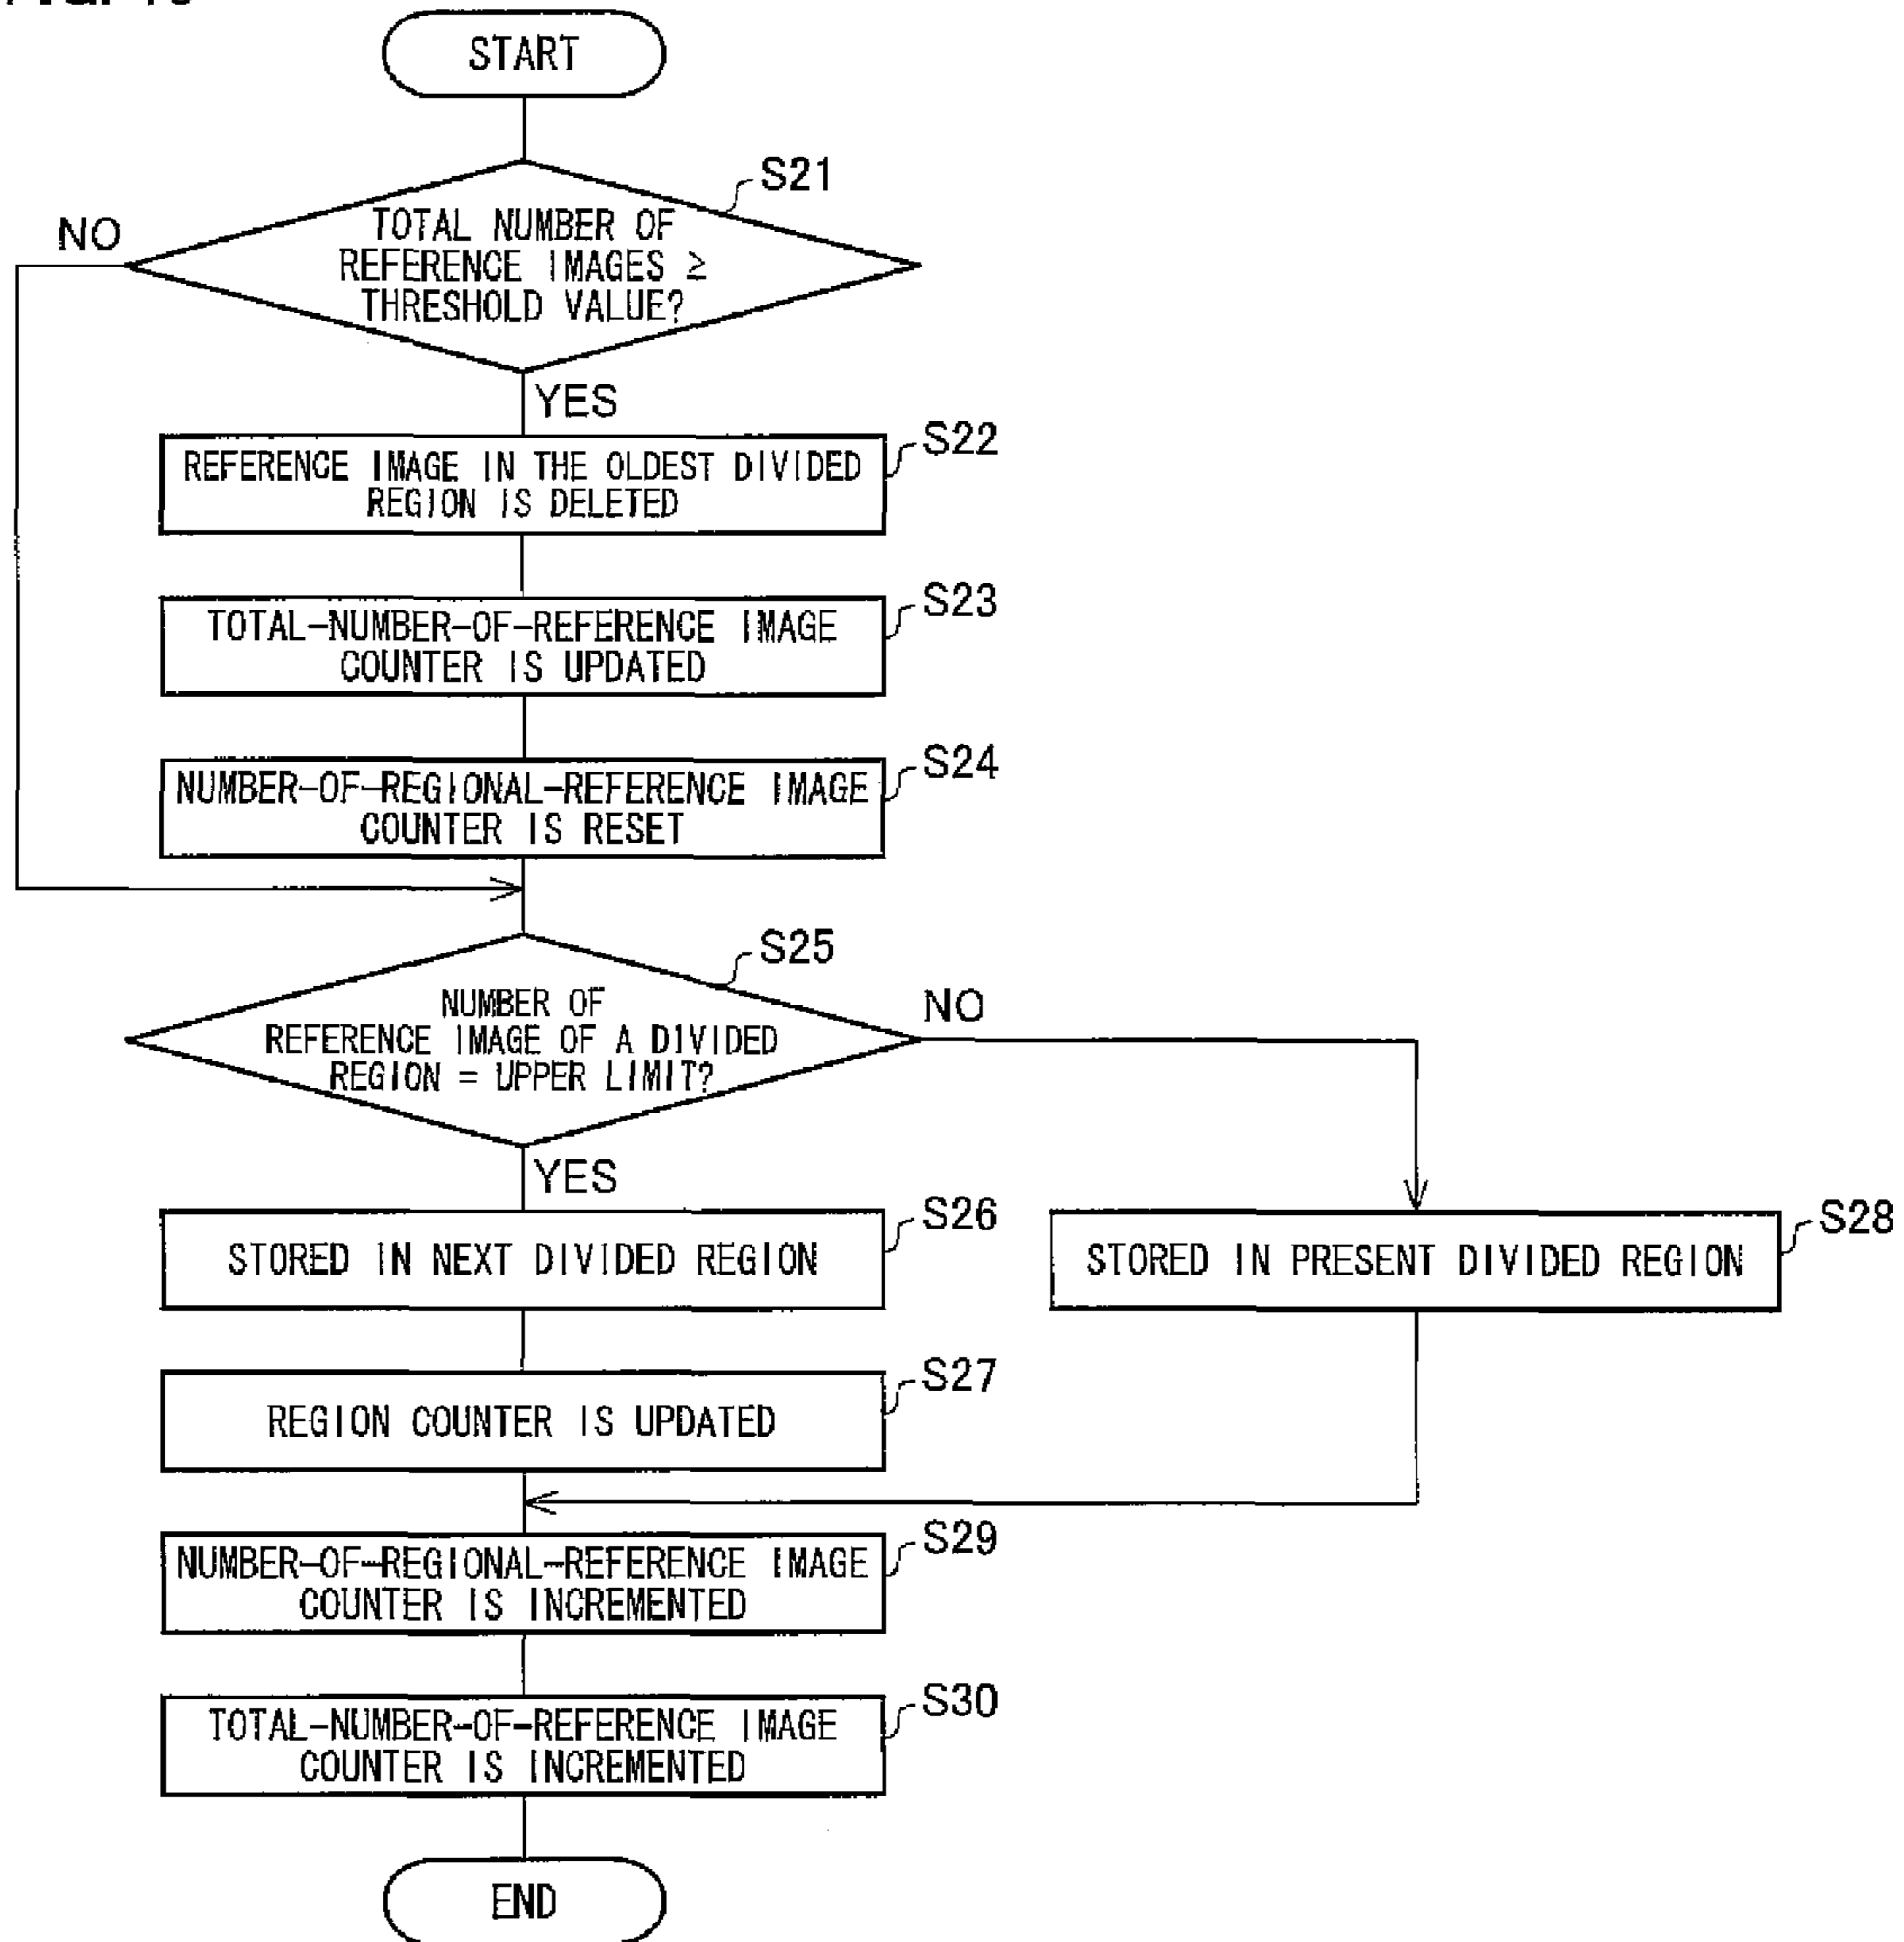 START
S21
NO
TOTAL NUMBER OF
REFERENCE IMAGES ≥
THRESHOLD VALUE?
YES
S22
REFERENCE IMAGE IN THE OLDEST DIVIDED
REGION IS DELETED
S23
TOTAL-NUMBER-OF-REFERENCE IMAGE
COUNTER IS UPDATED
S24
NUMBER-OF-REGIONAL-REFERENCE IMAGE
COUNTER IS RESET
S25
NUMBER OF
REFERENCE IMAGE OF A DIVIDED
REGION = UPPER LIMIT?
NO
YES
S26
STORED IN NEXT DIVIDED REGION
S28
STORED IN PRESENT DIVIDED REGION
S27
REGION COUNTER IS UPDATED
S29
NUMBER-OF-REGIONAL-REFERENCE IMAGE
COUNTER IS INCREMENTED
S30
TOTAL-NUMBER-OF-REFERENCE IMAGE
COUNTER IS INCREMENTED
END